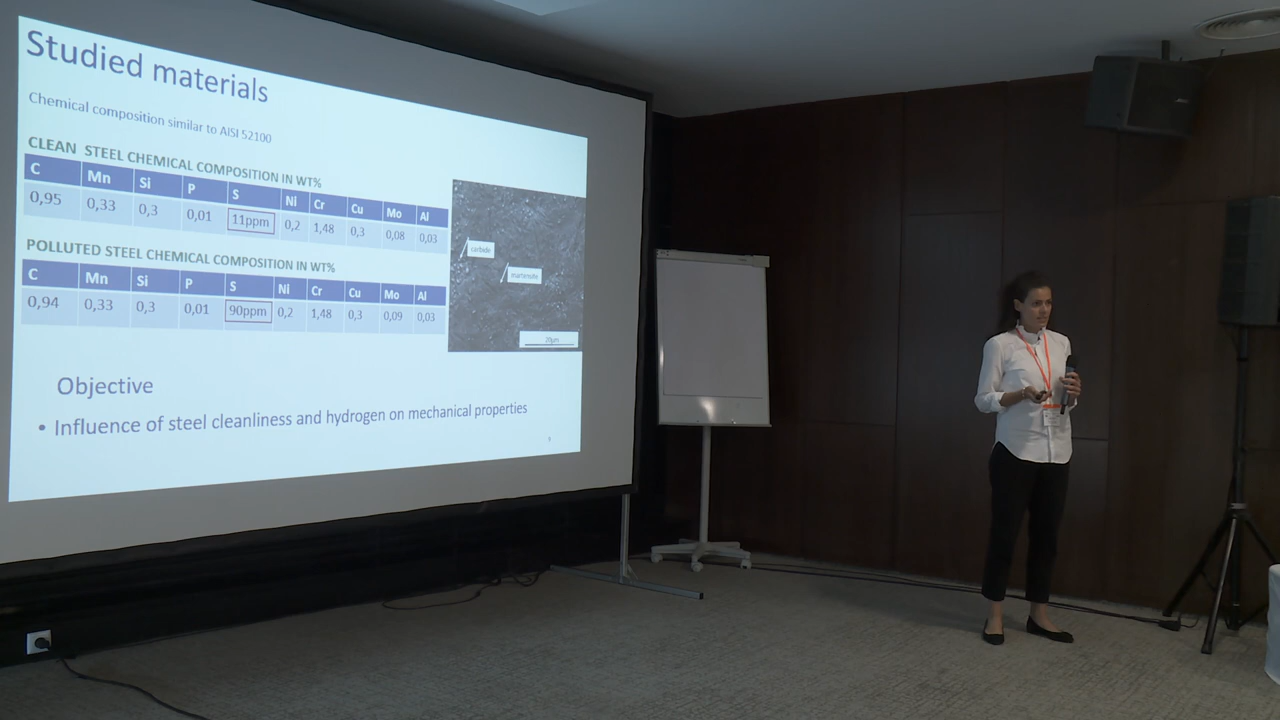 Studied materials
Chemical composition similar to AISI 52100
CLEAN STEEL CHEMICAL COMPOSITION IN WT%
C Mn Si P S Ni Cr Cu Mo Al
0,95 0,33 0,3 0,01 11ppm 0,2 1,48 0,3 0,08 0,03
POLLUTED STEEL CHEMICAL COMPOSITION IN WT%
C Mn Si P S Ni Cr Cu Mo Al
0,94 0,33 0,3 0,01 90ppm 0,2 1,48 0,3 0,09 0,03
carbide
martensite
20µm
Objective
• Influence of steel cleanliness and hydrogen on mechanical properties